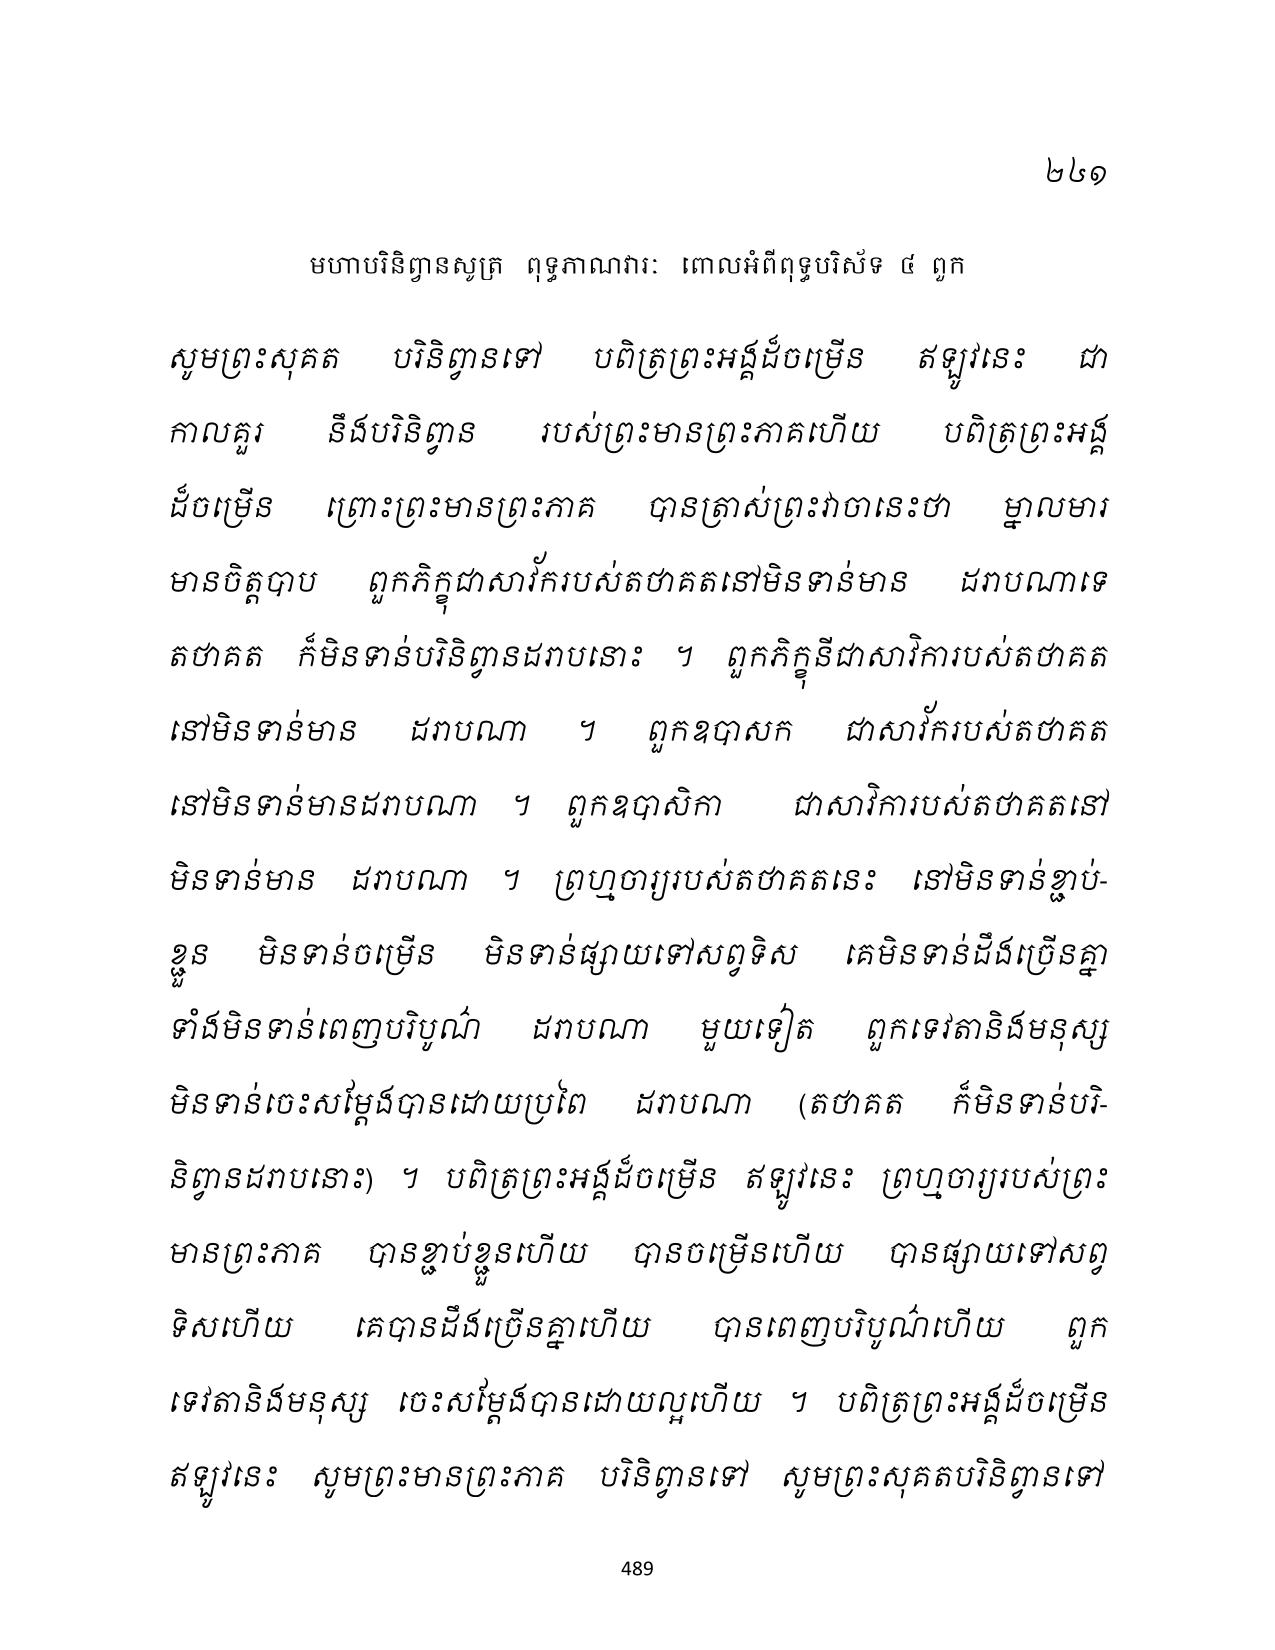 ២៤១
មហាបរិនិព្វានសូត្រ ពុទ្ធភាណវារៈ ពោលអំពីពុទ្ធបរិស័ទ ៤ ពួក
សូមព្រះសុគត បរិនិព្វានទៅ បពិត្រព្រះអង្គដ៏ចម្រើន ឥឡូវនេះ ជា
កាលគួរ នឹងបរិនិព្វាន របស់ព្រះមានព្រះភាគហើយ បពិត្រព្រះអង្គ
ដ៏ចម្រើន ព្រោះព្រះមានព្រះភាគ បានត្រាស់ព្រះវាចានេះថា ម្នាលមារ
មានចិត្តបាប ពួកភិក្ខុជាសាវ័ករបស់តថាគតនៅមិនទាន់មាន ដរាបណាទេ
តថាគត ក៏មិនទាន់បរិនិព្វានដរាបនោះ ។ ពួកភិក្ខុនីជាសាវិការបស់តថាគត
នៅមិនទាន់មាន ដរាបណា ។ ពួកឧបាសក ជាសាវ័ករបស់តថាគត
នៅមិនទាន់មានដរាបណា ។ ពួកឧបាសិកា ជាសាវិការបស់តថាគតនៅ
មិនទាន់មាន ដរាបណា ។ ព្រហ្មចារ្យរបស់តថាគតនេះ នៅមិនទាន់ខ្ជាប់-
ខ្ជួន មិនទាន់ចម្រើន មិនទាន់ផ្សាយទៅសព្វទិស គេមិនទាន់ដឹងច្រើនគ្នា
ទាំងមិនទាន់ពេញបរិបូណ៌ ដរាបណា មួយទៀត ពួកទេវតានិងមនុស្ស
មិនទាន់ចេះសម្តែងបានដោយប្រពៃ ដរាបណា (តថាគត ក៏មិនទាន់បរិ-
និព្វានដរាបនោះ) ។ បពិត្រព្រះអង្គដ៏ចម្រើន ឥឡូវនេះ ព្រហ្មចារ្យរបស់ព្រះ
មានព្រះភាគ បានខ្ជាប់ខ្ជួនហើយ បានចម្រើនហើយ បានផ្សាយទៅសព្វ
ទិសហើយ គេបានដឹងច្រើនគ្នាហើយ បានពេញបរិបូណ៌ហើយ ពួក
ទេវតានិងមនុស្ស ចេះសម្តែងបានដោយល្អហើយ ។ បពិត្រព្រះអង្គដ៏ចម្រើន
ឥឡូវនេះ សូមព្រះមានព្រះភាគ បរិនិព្វានទៅ សូមព្រះសុគតបរិនិព្វានទៅ
489